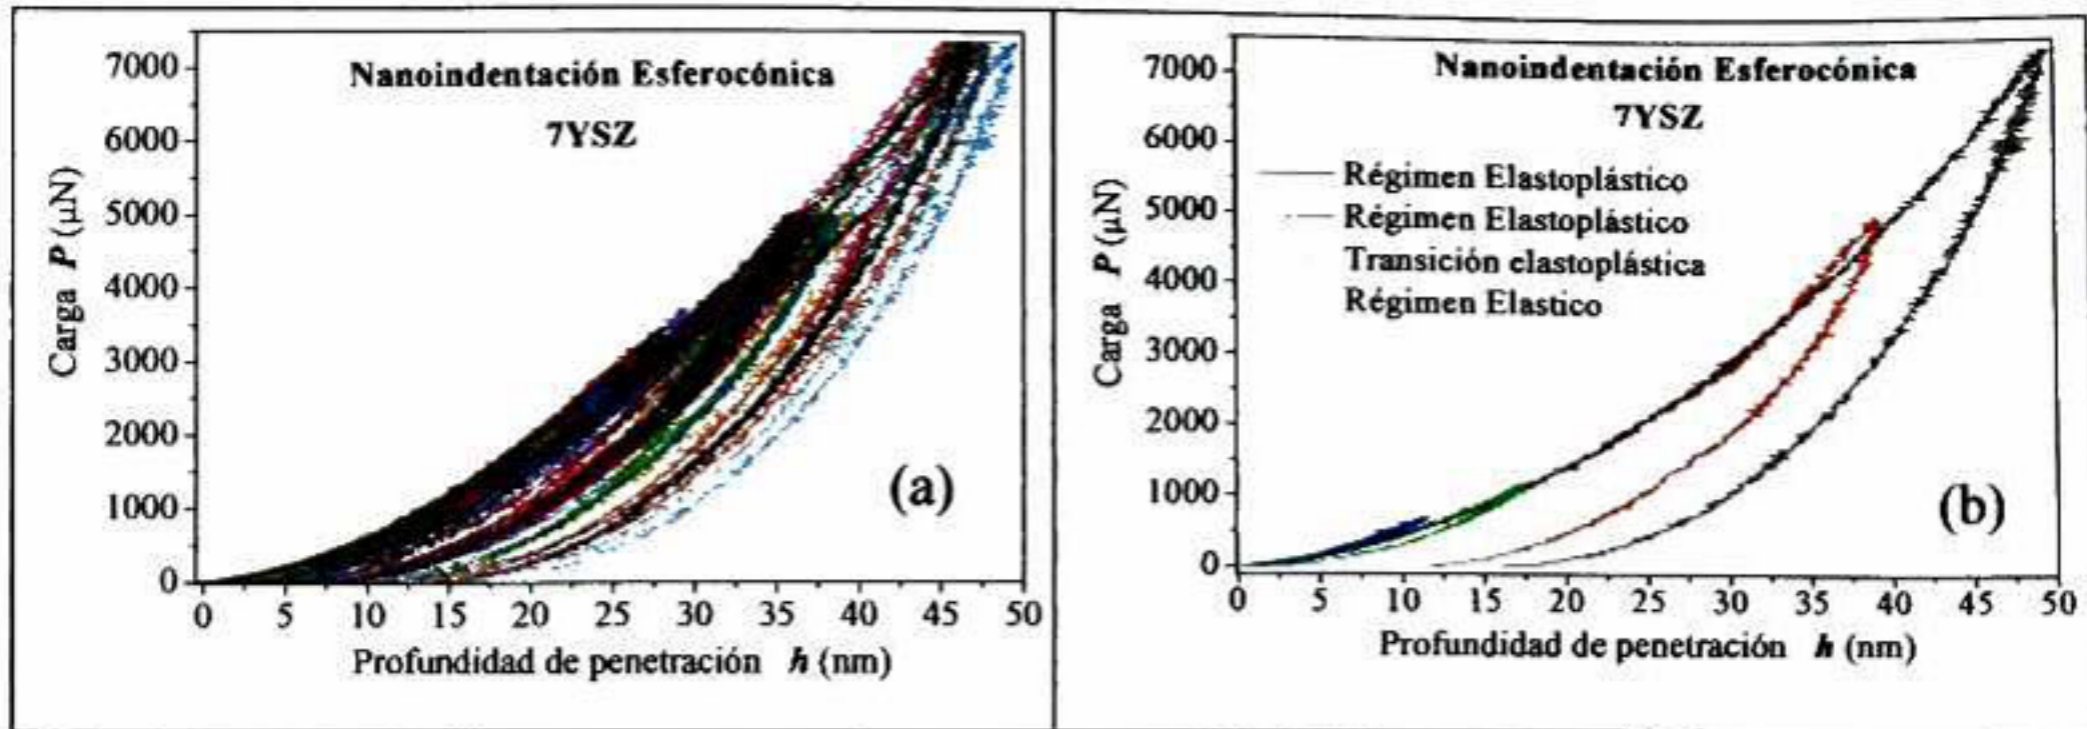 Nanoindentación Esferocónica
7YSZ
Carga P (µN)
7000
6000
5000
4000
3000
2000
1000
0
(a)
0 5 10 15 20 25 30 35 40 45 50
Profundidad de penetración h (nm)
Nanoindentación Esferocónica
7YSZ
Régimen Elastoplástico
Régimen Elastoplástico
Transición elastoplástica
Régimen Elastico
Carga P (µN)
7000
6000
5000
4000
3000
2000
1000
0
(b)
0 5 10 15 20 25 30 35 40 45 50
Profundidad de penetración h (nm)